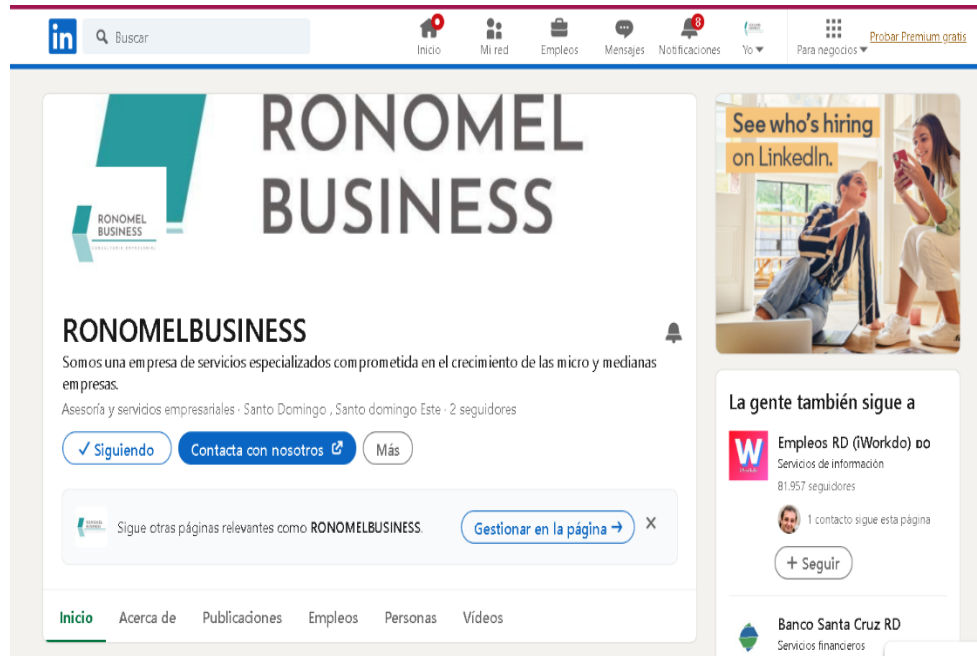 in
Buscar
8
Inicio
Mi red
Empleos
Mensajes
Notificaciones
Yo
Para negocios
Probar Premium gratis
RONOMEL
BUSINESS
RONOMEL
BUSINESS
CONSULTORÍA EMPRESARIAL
See who's hiring
on LinkedIn.
RONOMELBUSINESS
Somos una empresa de servicios especializados comprometida en el crecimiento de las micro y medianas
empresas.
Asesoría y servicios empresariales · Santo Domingo , Santo domingo Este · 2 seguidores
Siguiendo
Contacta con nosotros
Más
Sigue otras páginas relevantes como RONOMELBUSINESS.
Gestionar en la página
Inicio
Acerca de
Publicaciones
Empleos
Personas
Vídeos
La gente también sigue a
W
Empleos RD (iWorkdo) DO
Servicios de información
81.957 seguidores
1 contacto sigue esta página
+ Seguir
Banco Santa Cruz RD
Servicios financieros